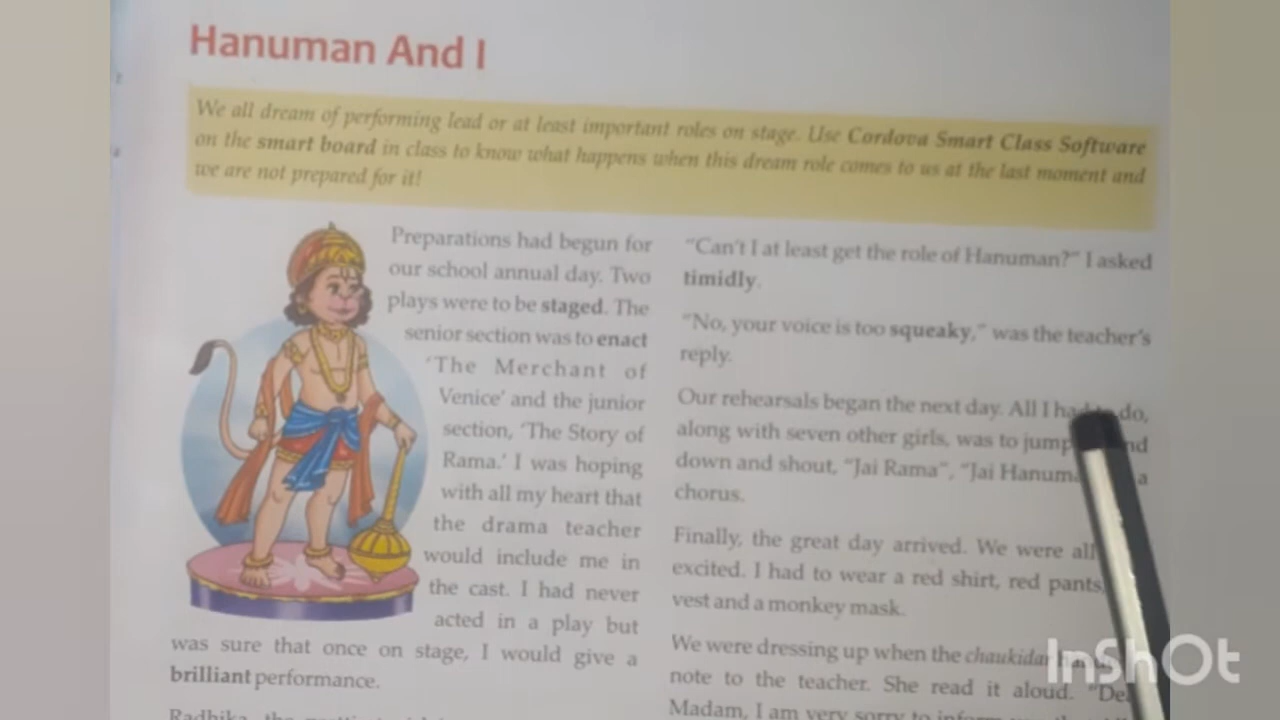 Hanuman And I
We all dream of performing lead or at least important roles on stage. Use Cordova Smart Class Software
on the smart board in class to know what happens when this dream role comes to us at the last moment and
we are not prepared for it!
Preparations had begun for
our school annual day. Two
plays were to be staged. The
senior section was to enact
'The Merchant of
Venice' and the junior
section, 'The Story of
Rama.' I was hoping
with all my heart that
the drama teacher
would include me in
the cast. I had never
acted in a play but
was sure that once on stage, I would give a
brilliant performance.
"Can't I at least get the role of Hanuman?" I asked
timidly.
"No, your voice is too squeaky," was the teacher's
reply.
Our rehearsals began the next day. All I had to do,
along with seven other girls, was to jump
down and shout, "Jai Rama", "Jai a
chorus.
Finally, the great day arrived. We were all
excited. I had to wear a red shirt, red pants,
vest and a monkey mask.
We were dressing up when the chaukidar
note to the teacher. She read it aloud.
Madam, I am very sorry to
InShOt